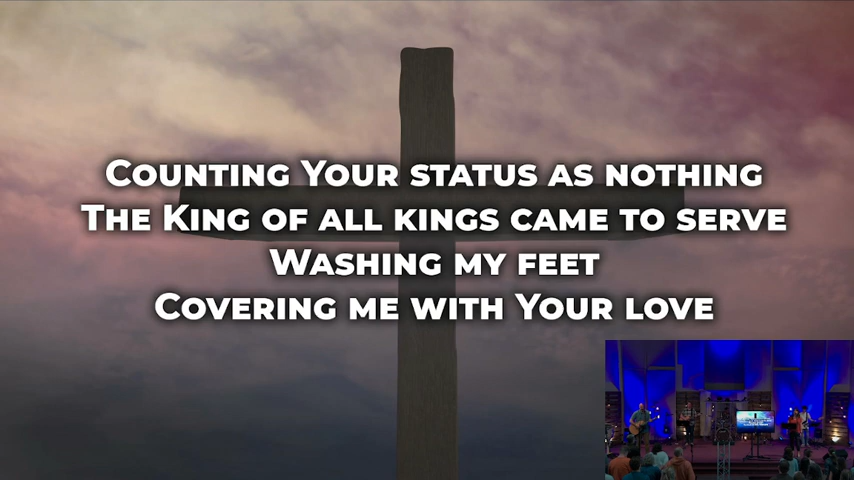 Counting Your status as nothing
The King of all kings came to serve
Washing my feet
Covering me with Your love